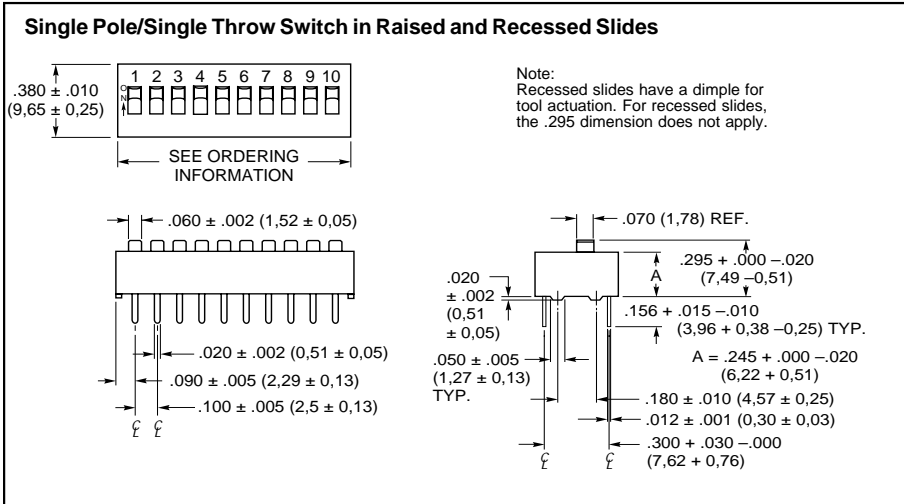 Single Pole/Single Throw Switch in Raised and Recessed Slides
.380 ± .010
(9,65 ± 0,25)
1 2 3 4 5 6 7 8 9 10
O
N
SEE ORDERING
INFORMATION
Note:
Recessed slides have a dimple for
tool actuation. For recessed slides,
the .295 dimension does not apply.
.060 ± .002 (1,52 ± 0,05)
.020 ± .002 (0,51 ± 0,05)
.090 ± .005 (2,29 ± 0,13)
.100 ± .005 (2,5 ± 0,13)
CL CL
.070 (1,78) REF.
A
.295 + .000 –.020
(7,49 –0,51)
.020
± .002
(0,51
± 0,05)
.156 + .015 –.010
(3,96 + 0,38 –0,25) TYP.
.050 ± .005
(1,27 ± 0,13)
TYP.
A = .245 + .000 –.020
(6,22 + 0,51)
.180 ± .010 (4,57 ± 0,25)
.012 ± .001 (0,30 ± 0,03)
.300 + .030 –.000
(7,62 + 0,76)
CL CL